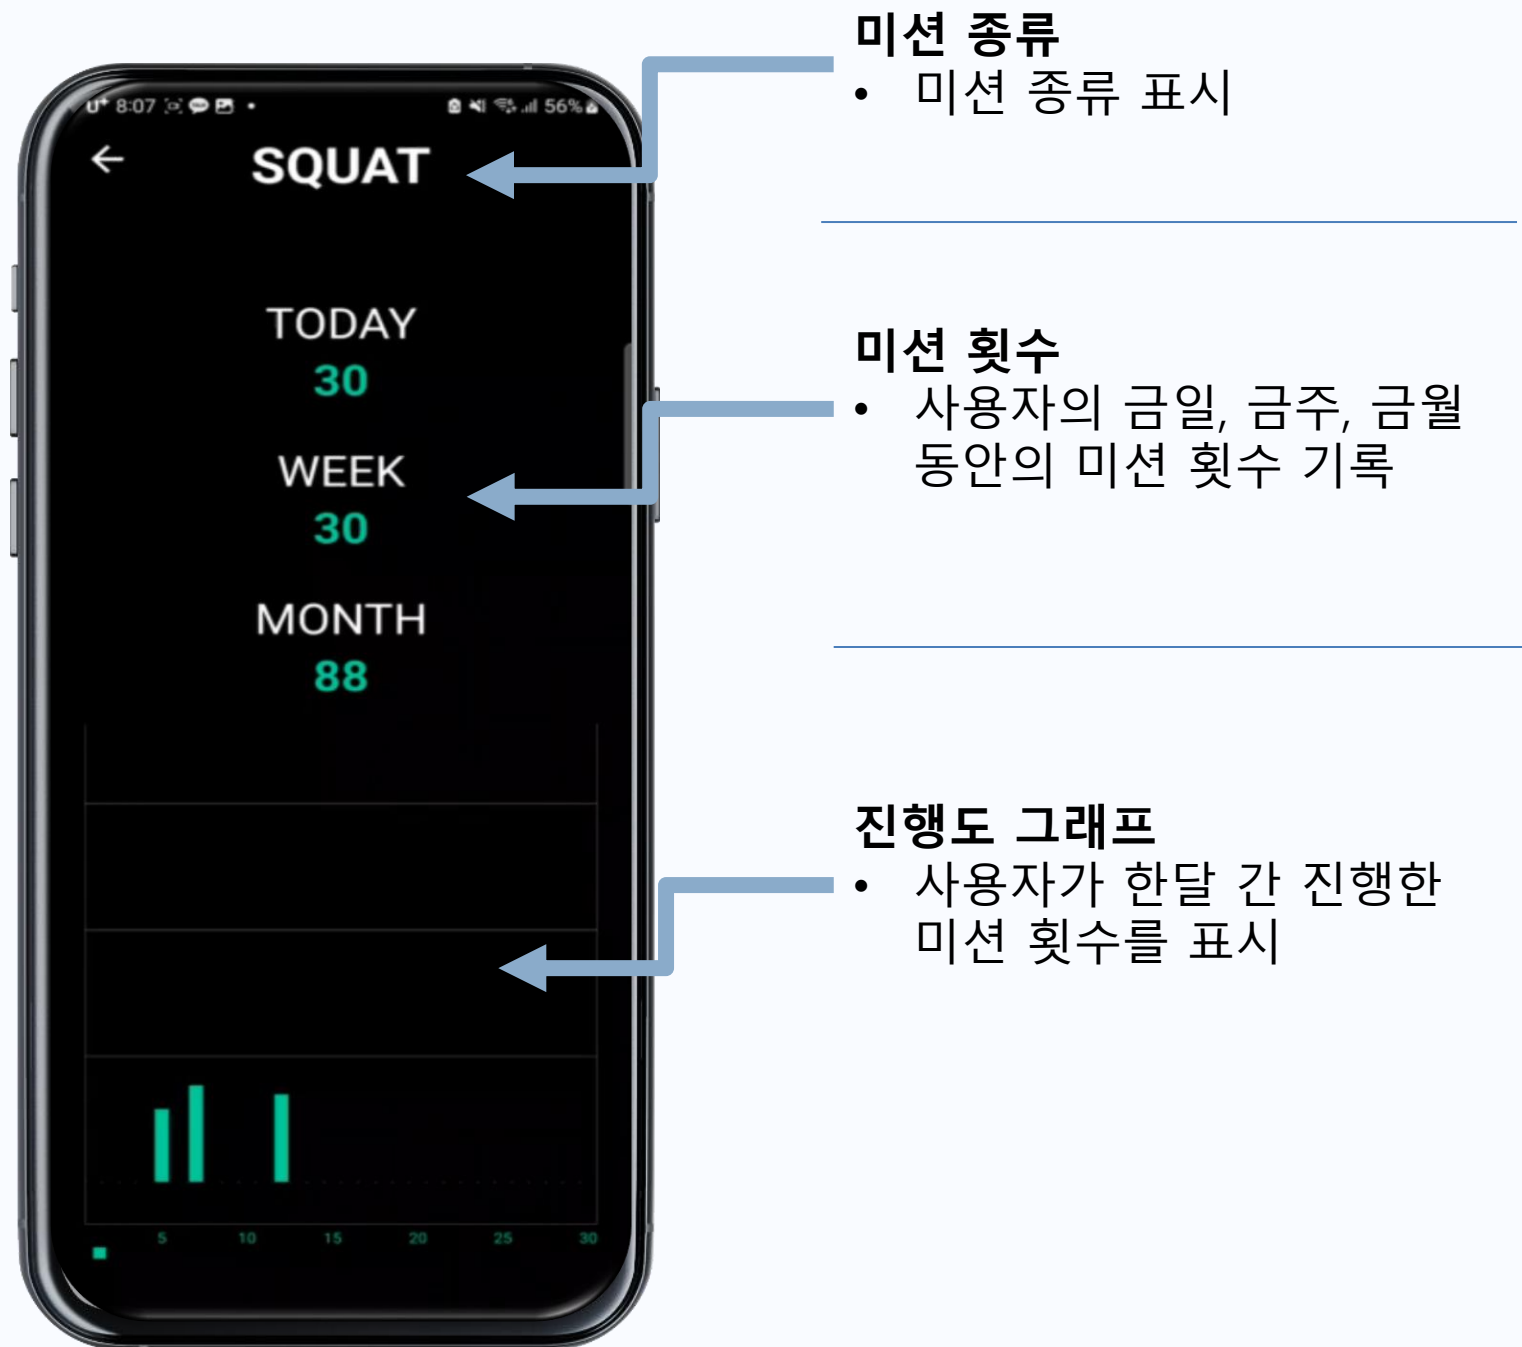 U+ 8:07
56%
SQUAT
TODAY
30
WEEK
30
MONTH
88
5 10 15 20 25 30
미션 종류
• 미션 종류 표시
미션 횟수
• 사용자의 금일, 금주, 금월
동안의 미션 횟수 기록
진행도 그래프
• 사용자가 한달 간 진행한
미션 횟수를 표시